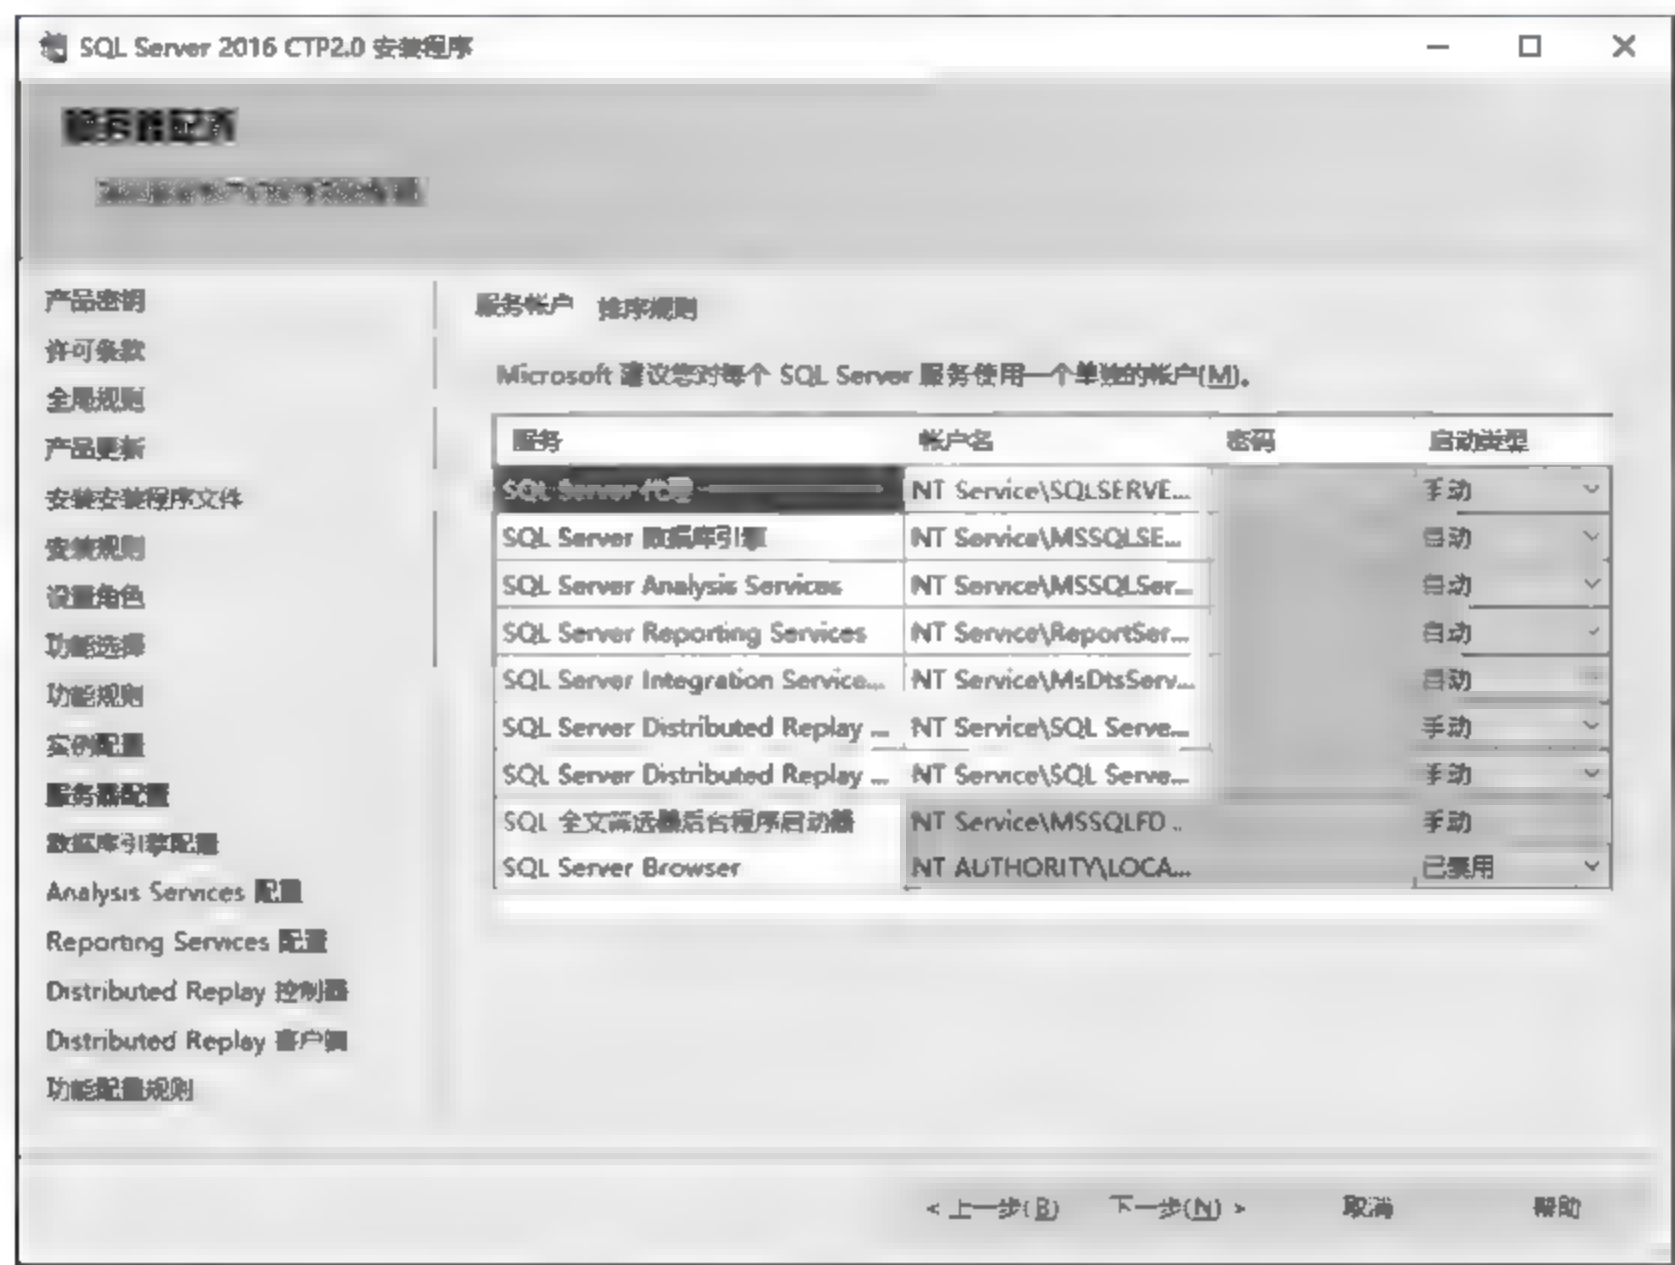 SQL Server 2016 CTP2.0 安装程序
服务器配置
产品密钥
许可条款
全局规则
产品更新
安装安装程序文件
安装规则
设置角色
功能选择
功能规则
实例配置
服务器配置
数据库引擎配置
Analysis Services 配置
Reporting Services 配置
Distributed Replay 控制器
Distributed Replay 客户端
功能配置规则
服务帐户 排序规则
Microsoft 建议您对每个 SQL Server 服务使用一个单独的帐户(M)。
服务 帐户名 密码 启动类型
SQL Server 代理 NT Service\SQLSERVE... 手动
SQL Server 数据库引擎 NT Service\MSSQLSE... 自动
SQL Server Analysis Services NT Service\MSSQLSer... 自动
SQL Server Reporting Services NT Service\ReportSer... 自动
SQL Server Integration Service... NT Service\MsDtsServ... 自动
SQL Server Distributed Replay ... NT Service\SQL Serve... 手动
SQL Server Distributed Replay ... NT Service\SQL Serve... 手动
SQL 全文筛选器后台程序启动器 NT Service\MSSQLFD ... 手动
SQL Server Browser NT AUTHORITY\LOCA... 已禁用
< 上一步(B) 下一步(N) > 取消 帮助